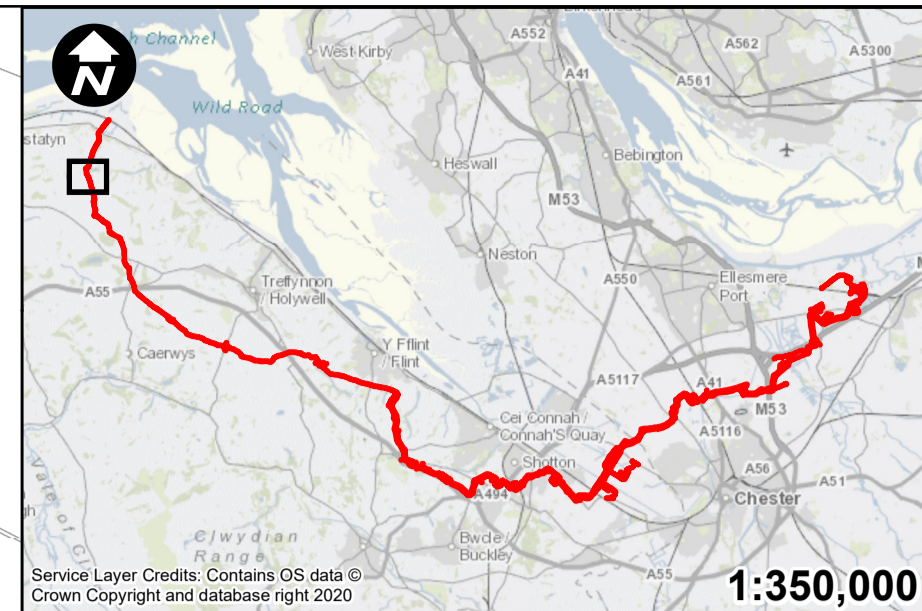 N
h Channel
A552
A562
A5300
West Kirby
A41
A561
Wild Road
statyn
Heswall
Bebington
M53
Neston
A550
Ellesmere
Port
Treffynnon
/ Holywell
A55
Y Fflint
/ Flint
Caerwys
A5117
A41
M53
Cei Connah /
Connah'S Quay
A5116
Shotton
A56
A51
A494
Chester
Clwydian
Range
Bwcle /
Buckley
A55
Service Layer Credits: Contains OS data ©
Crown Copyright and database right 2020
1:350,000